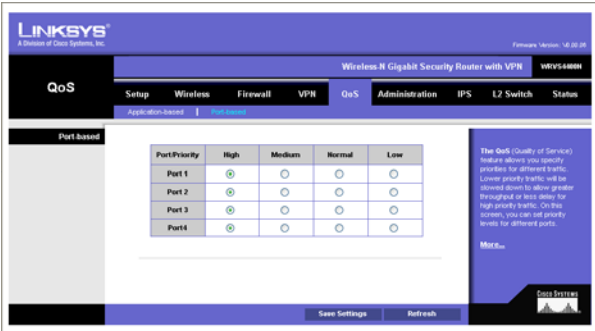 LINKSYS®
A Division of Cisco Systems, Inc.
Firmware Version: V0.00.06
Wireless-N Gigabit Security Router with VPN WRVS4400N
QoS
Setup Wireless Firewall VPN QoS Administration IPS L2 Switch Status
Application-based | Port-based
Port-based
Port/Priority High Medium Normal Low
Port 1
Port 2
Port 3
Port4
The QoS (Quality of Service)
feature allows you specify
priorities for different traffic.
Lower priority traffic will be
slowed down to allow greater
throughput or less delay for
high priority traffic. On this
screen, you can set priority
levels for different ports.
More...
CISCO SYSTEMS
Save Settings Refresh